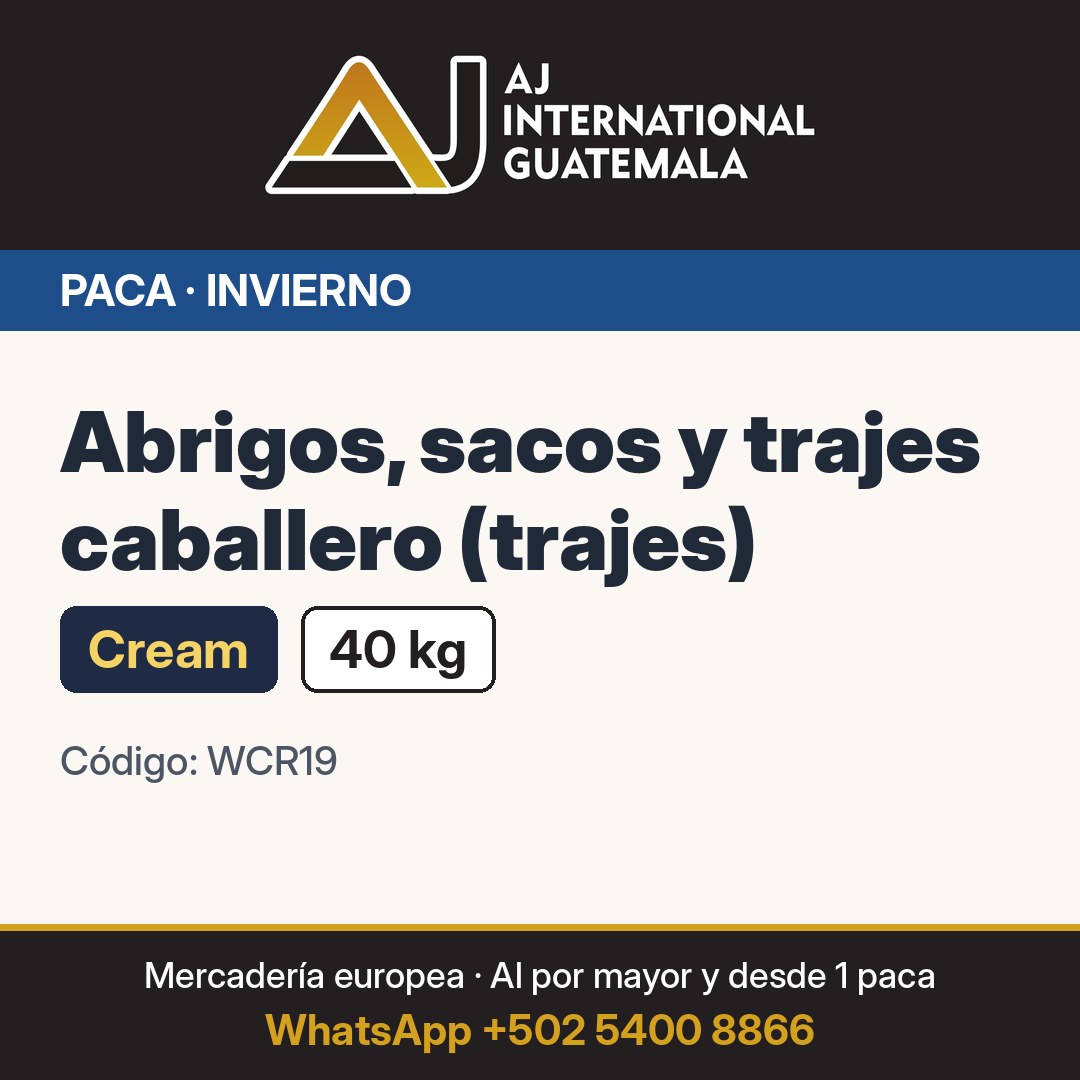 AJ
AJ
INTERNATIONAL
GUATEMALA
PACA · INVIERNO
Abrigos, sacos y trajes
caballero (trajes)
Cream
40 kg
Código: WCR19
Mercadería europea · Al por mayor y desde 1 paca
WhatsApp +502 5400 8866